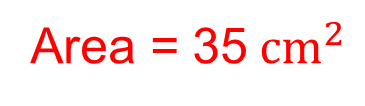 Area = 35 cm²